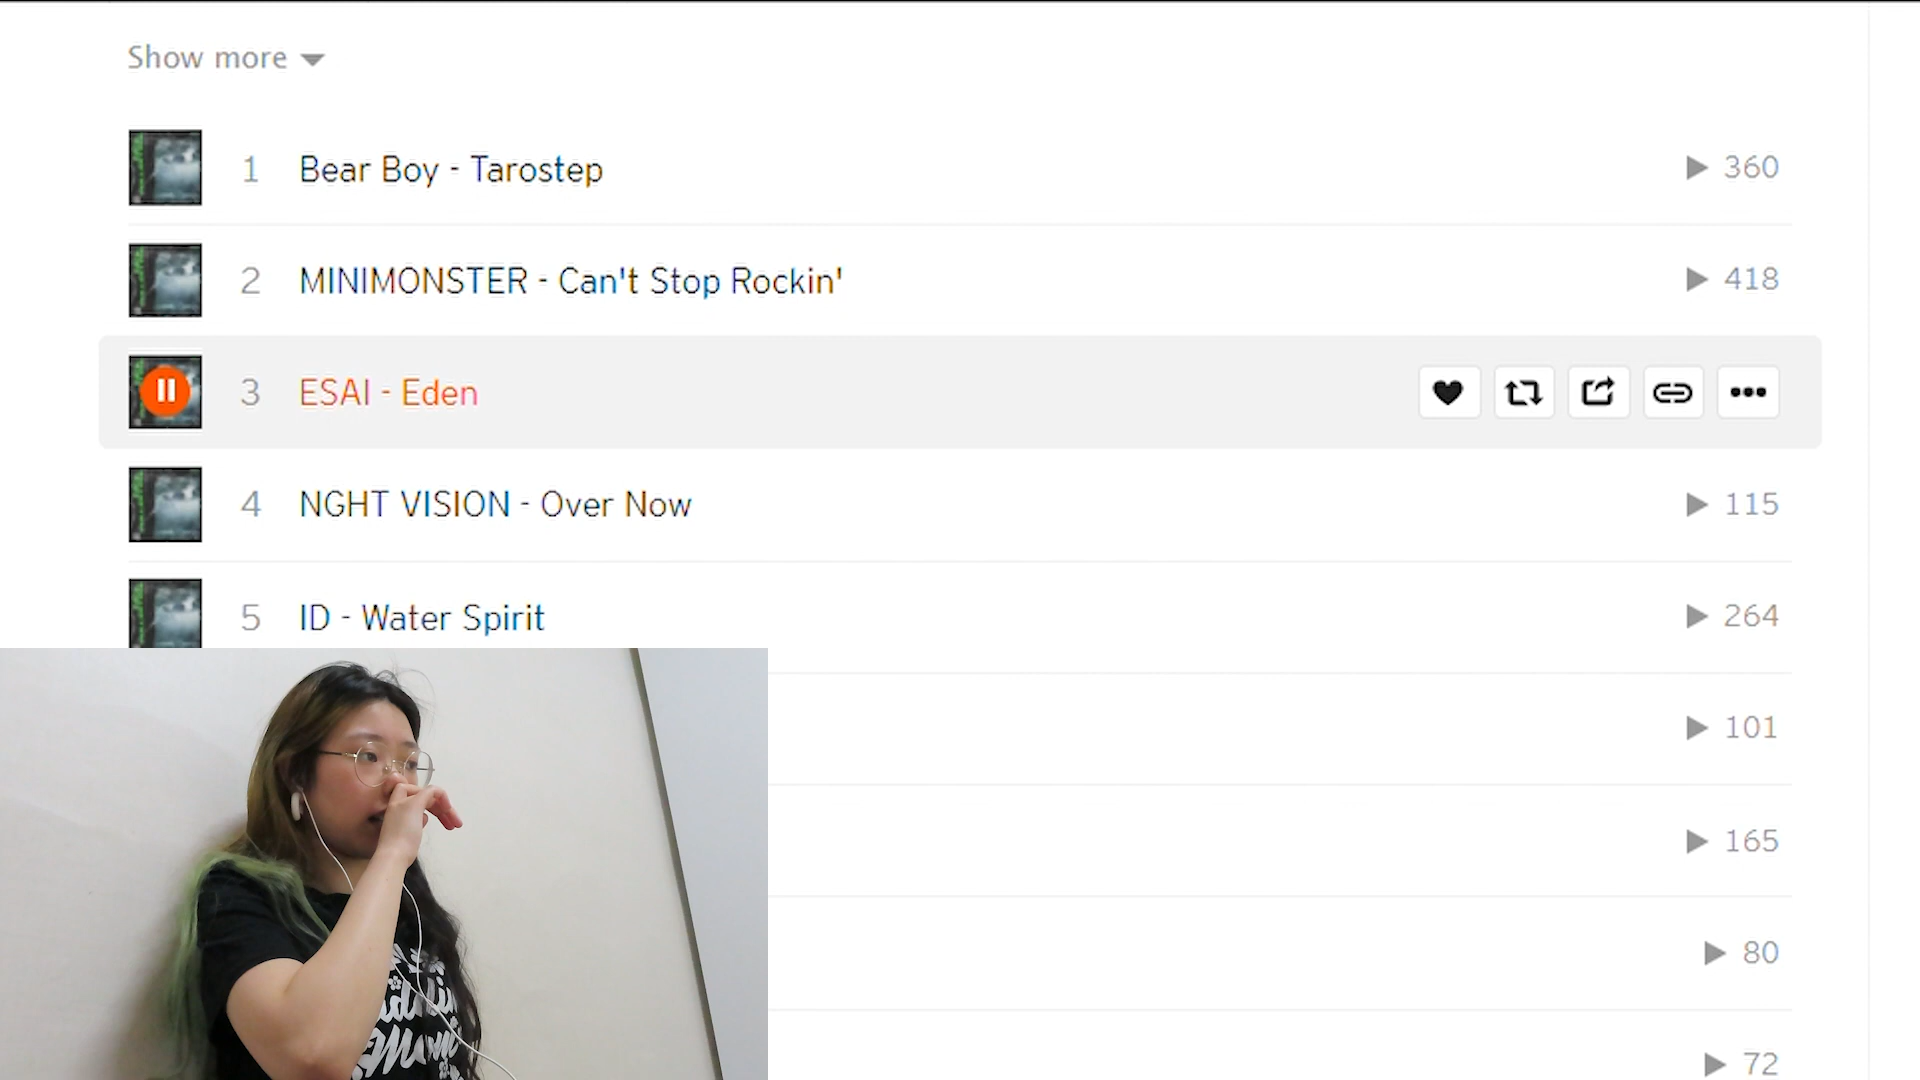 Show more
1 Bear Boy - Tarostep 360
2 MINIMONSTER - Can't Stop Rockin' 418
3 ESAI - Eden
4 NGHT VISION - Over Now 115
5 ID - Water Spirit 264
101
165
80
72